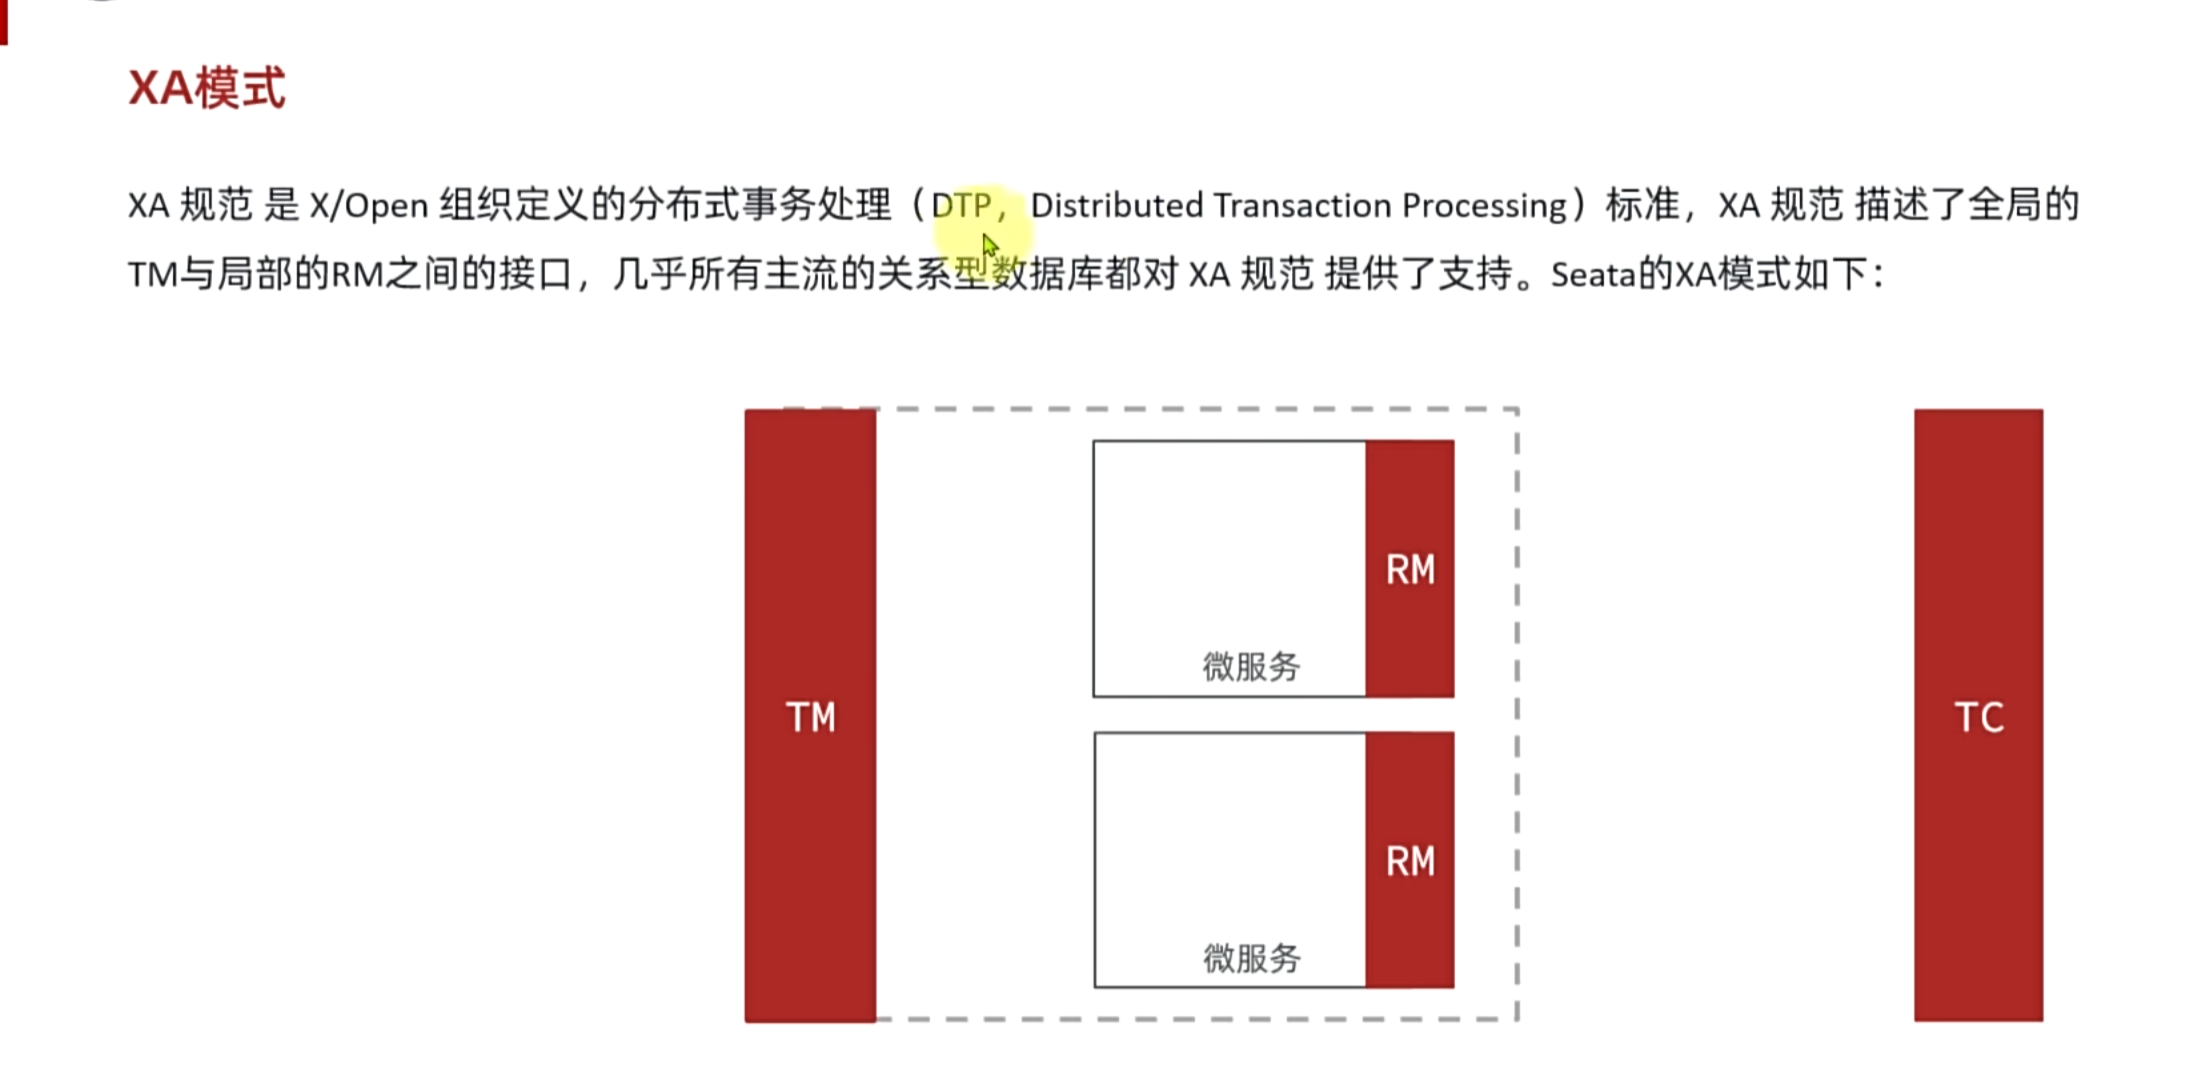 XA模式
XA 规范 是 X/Open 组织定义的分布式事务处理（DTP，Distributed Transaction Processing）标准，XA 规范 描述了全局的
TM与局部的RM之间的接口，几乎所有主流的关系型数据库都对 XA 规范 提供了支持。Seata的XA模式如下：
RM
微服务
TM
TC
RM
微服务